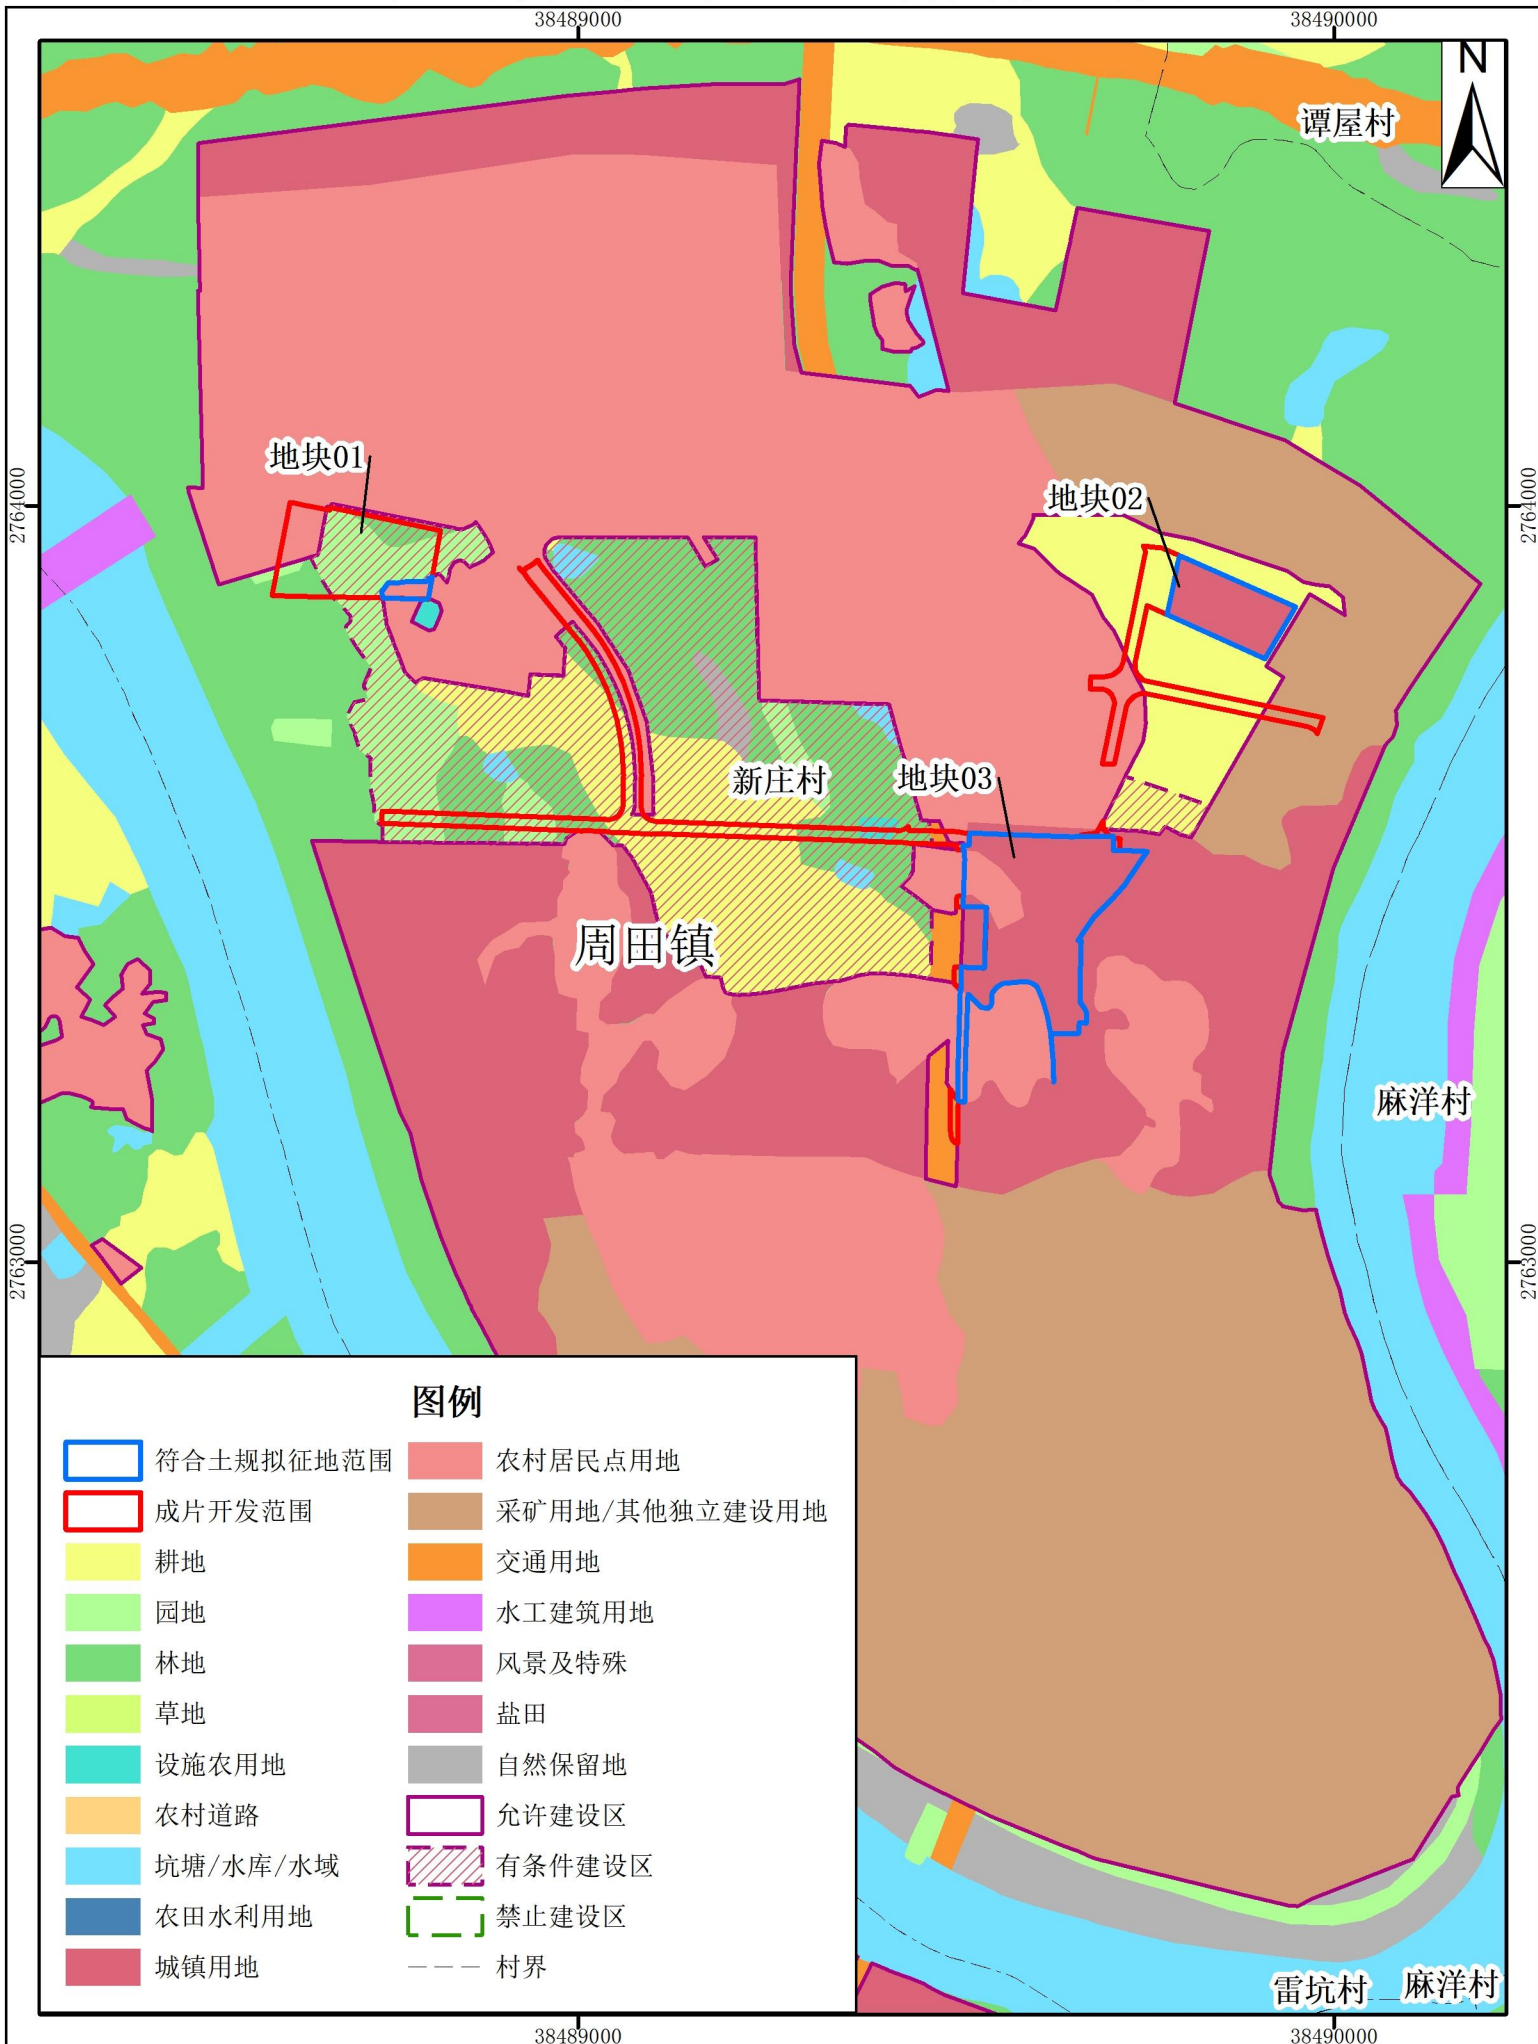 38489000
38490000
N
谭屋村
地块01
地块02
2764000
2764000
新庄村
地块03
周田镇
麻洋村
2763000
2763000
图例
符合土规拟征地范围
农村居民点用地
成片开发范围
采矿用地/其他独立建设用地
耕地
交通用地
园地
水工建筑用地
林地
风景及特殊
草地
盐田
设施农用地
自然保留地
农村道路
允许建设区
坑塘/水库/水域
有条件建设区
农田水利用地
禁止建设区
城镇用地
村界
雷坑村
麻洋村
38489000
38490000